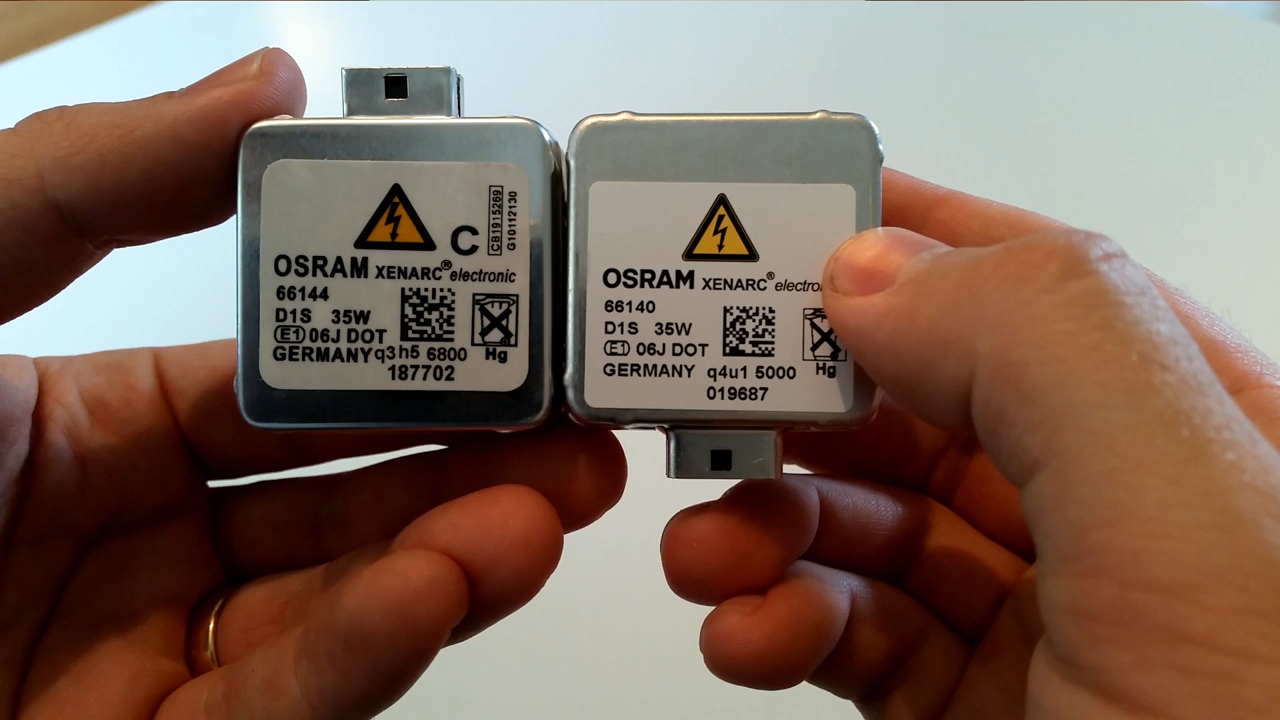 C
CB1915269
G10112130
OSRAM XENARC® electronic
66144
D1S 35W
E1 06J DOT
GERMANY q3h5 6800
Hg
187702
OSRAM XENARC®
66140
D1S 35W
E1 06J DOT
GERMANY q4u1 5000
Hg
019687